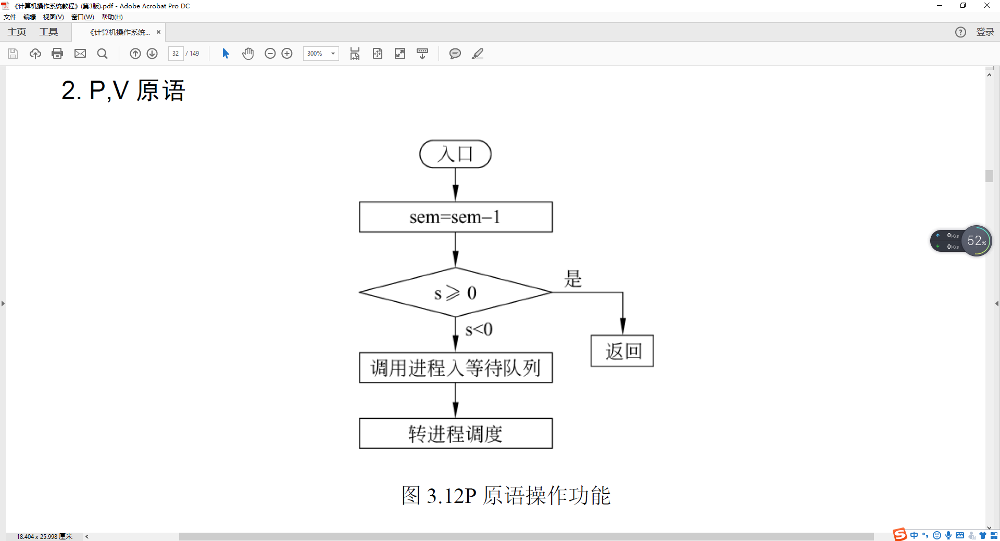 《计算机操作系统教程》(第3版).pdf - Adobe Acrobat Pro DC
文件 编辑 视图(V) 窗口(W) 帮助(H)
主页 工具 《计算机操作系统... × ? 登录
32 / 149 300%
2. P,V 原语
入口
sem=sem−1
s⩾ 0
是
s<0
返回
调用进程入等待队列
转进程调度
图 3.12P 原语操作功能
0K/s
0K/s
52%
18.404 x 25.998 厘米
S 中